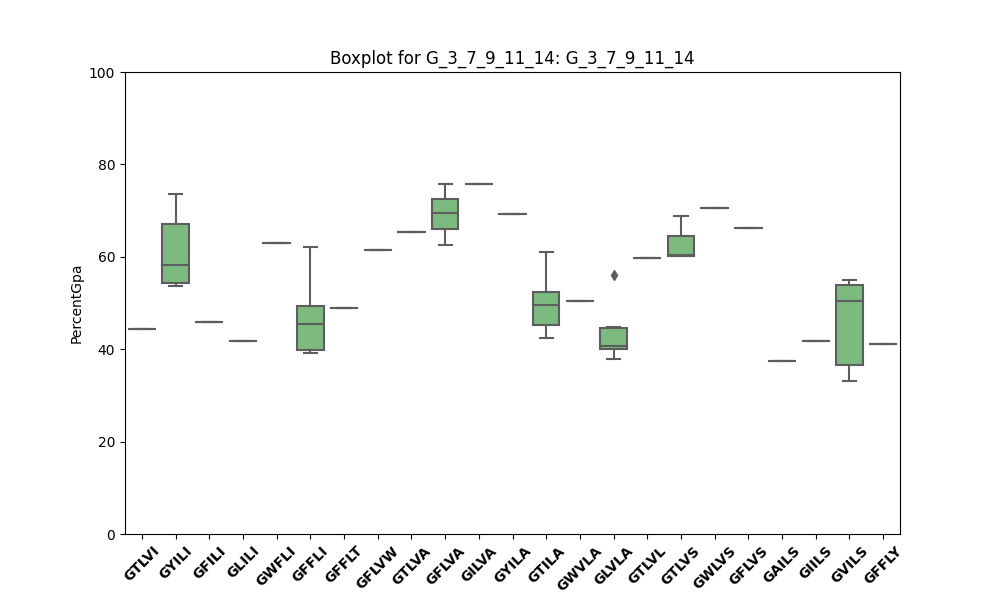 Boxplot for G_3_7_9_11_14: G_3_7_9_11_14
100
80
60
40
20
0
PercentGpa
GTLVI
GYILI
GFILI
GLILI
GWFLI
GFFLI
GFFLT
GFLVW
GTLVA
GFLVA
GILVA
GYILA
GTILA
GWVLA
GLVLA
GTLVL
GTLVS
GWLVS
GFLVS
GAILS
GIILS
GVILS
GFFLY